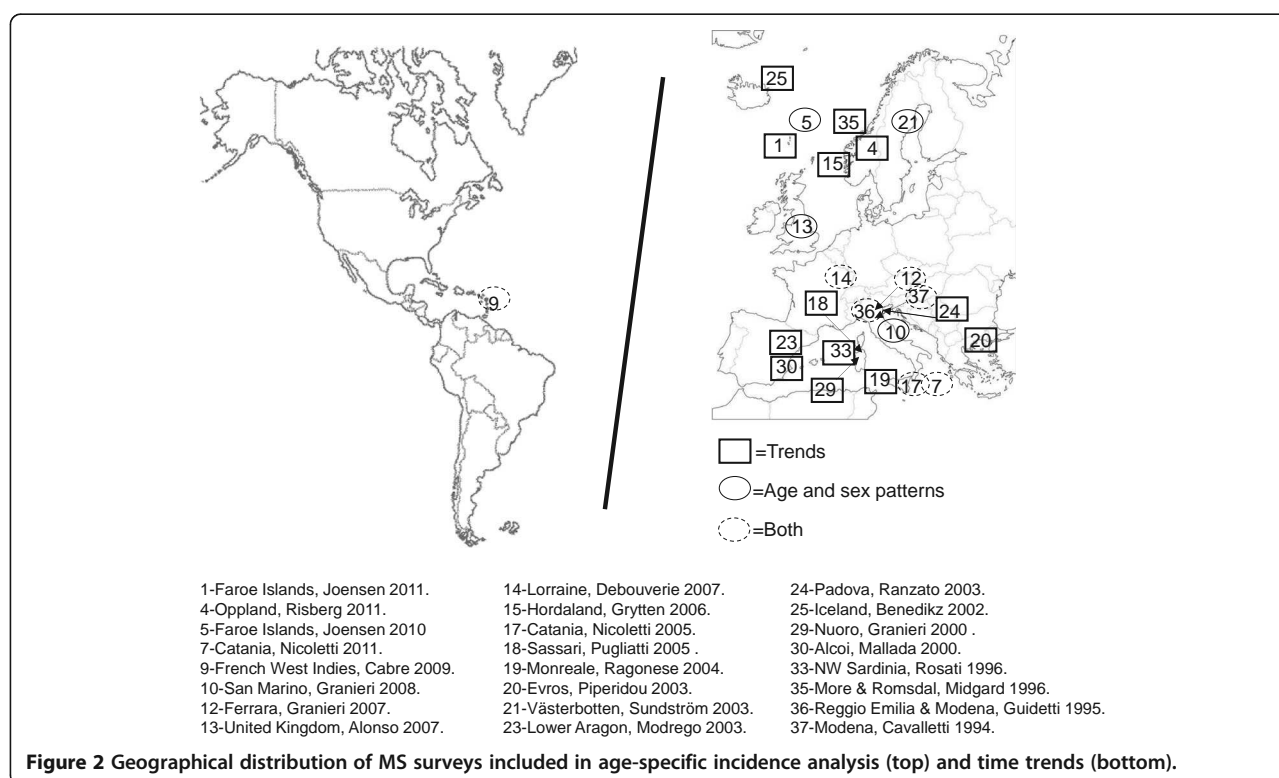 25
5
35
21
1
4
15
13
14
12
37
18
36
24
10
23
33
20
30
29
19
17
7
9
=Trends
=Age and sex patterns
=Both
1-Faroe Islands, Joensen 2011.
4-Oppland, Risberg 2011.
5-Faroe Islands, Joensen 2010
7-Catania, Nicoletti 2011.
9-French West Indies, Cabre 2009.
10-San Marino, Granieri 2008.
12-Ferrara, Granieri 2007.
13-United Kingdom, Alonso 2007.
14-Lorraine, Debouverie 2007.
15-Hordaland, Grytten 2006.
17-Catania, Nicoletti 2005.
18-Sassari, Pugliatti 2005 .
19-Monreale, Ragonese 2004.
20-Evros, Piperidou 2003.
21-Västerbotten, Sundström 2003.
23-Lower Aragon, Modrego 2003.
24-Padova, Ranzato 2003.
25-Iceland, Benedikz 2002.
29-Nuoro, Granieri 2000 .
30-Alcoi, Mallada 2000.
33-NW Sardinia, Rosati 1996.
35-More & Romsdal, Midgard 1996.
36-Reggio Emilia & Modena, Guidetti 1995.
37-Modena, Cavalletti 1994.
Figure 2 Geographical distribution of MS surveys included in age-specific incidence analysis (top) and time trends (bottom).